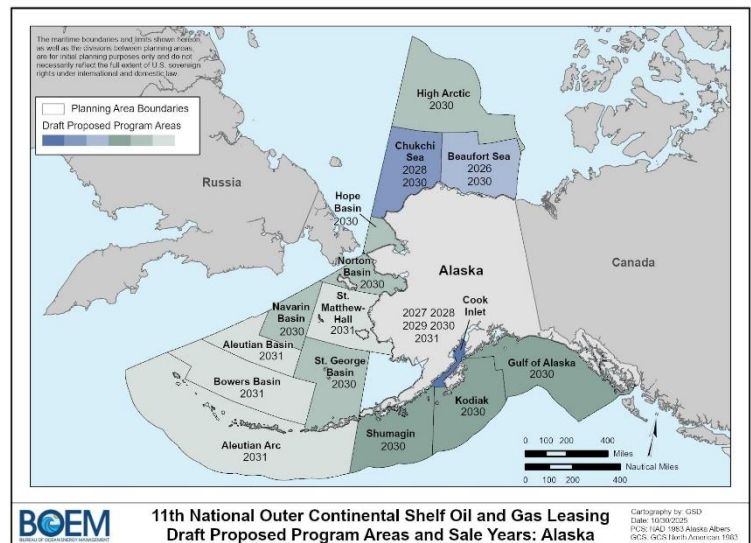 The maritime boundaries and limits shown hereon,
as well as the divisions between planning areas,
are for initial planning purposes only and do not
necessarily reflect the full extent of U.S. sovereign
rights under international and domestic law.
Planning Area Boundaries
Draft Proposed Program Areas
High Arctic
2030
Chukchi
Sea
2028
2030
Beaufort Sea
2026
2030
Russia
Hope
Basin
2030
Alaska
Canada
Norton
Basin
2030
Navarin
Basin
2030
St.
Matthew-
Hall
2031
2027 2028
2029 2030
2031
Cook
Inlet
Aleutian Basin
2031
St. George
Basin
2030
Gulf of Alaska
2030
Bowers Basin
2031
Kodiak
2030
Aleutian Arc
2031
Shumagin
2030
0 100 200 400
Miles
Nautical Miles
0 100 200 400
BOEM
BUREAU OF OCEAN ENERGY MANAGEMENT
11th National Outer Continental Shelf Oil and Gas Leasing
Draft Proposed Program Areas and Sale Years: Alaska
Cartography by: GSD
Date: 10/30/2025
PCS: NAD 1983 Alaska Albers
GCS: GCS North American 1983